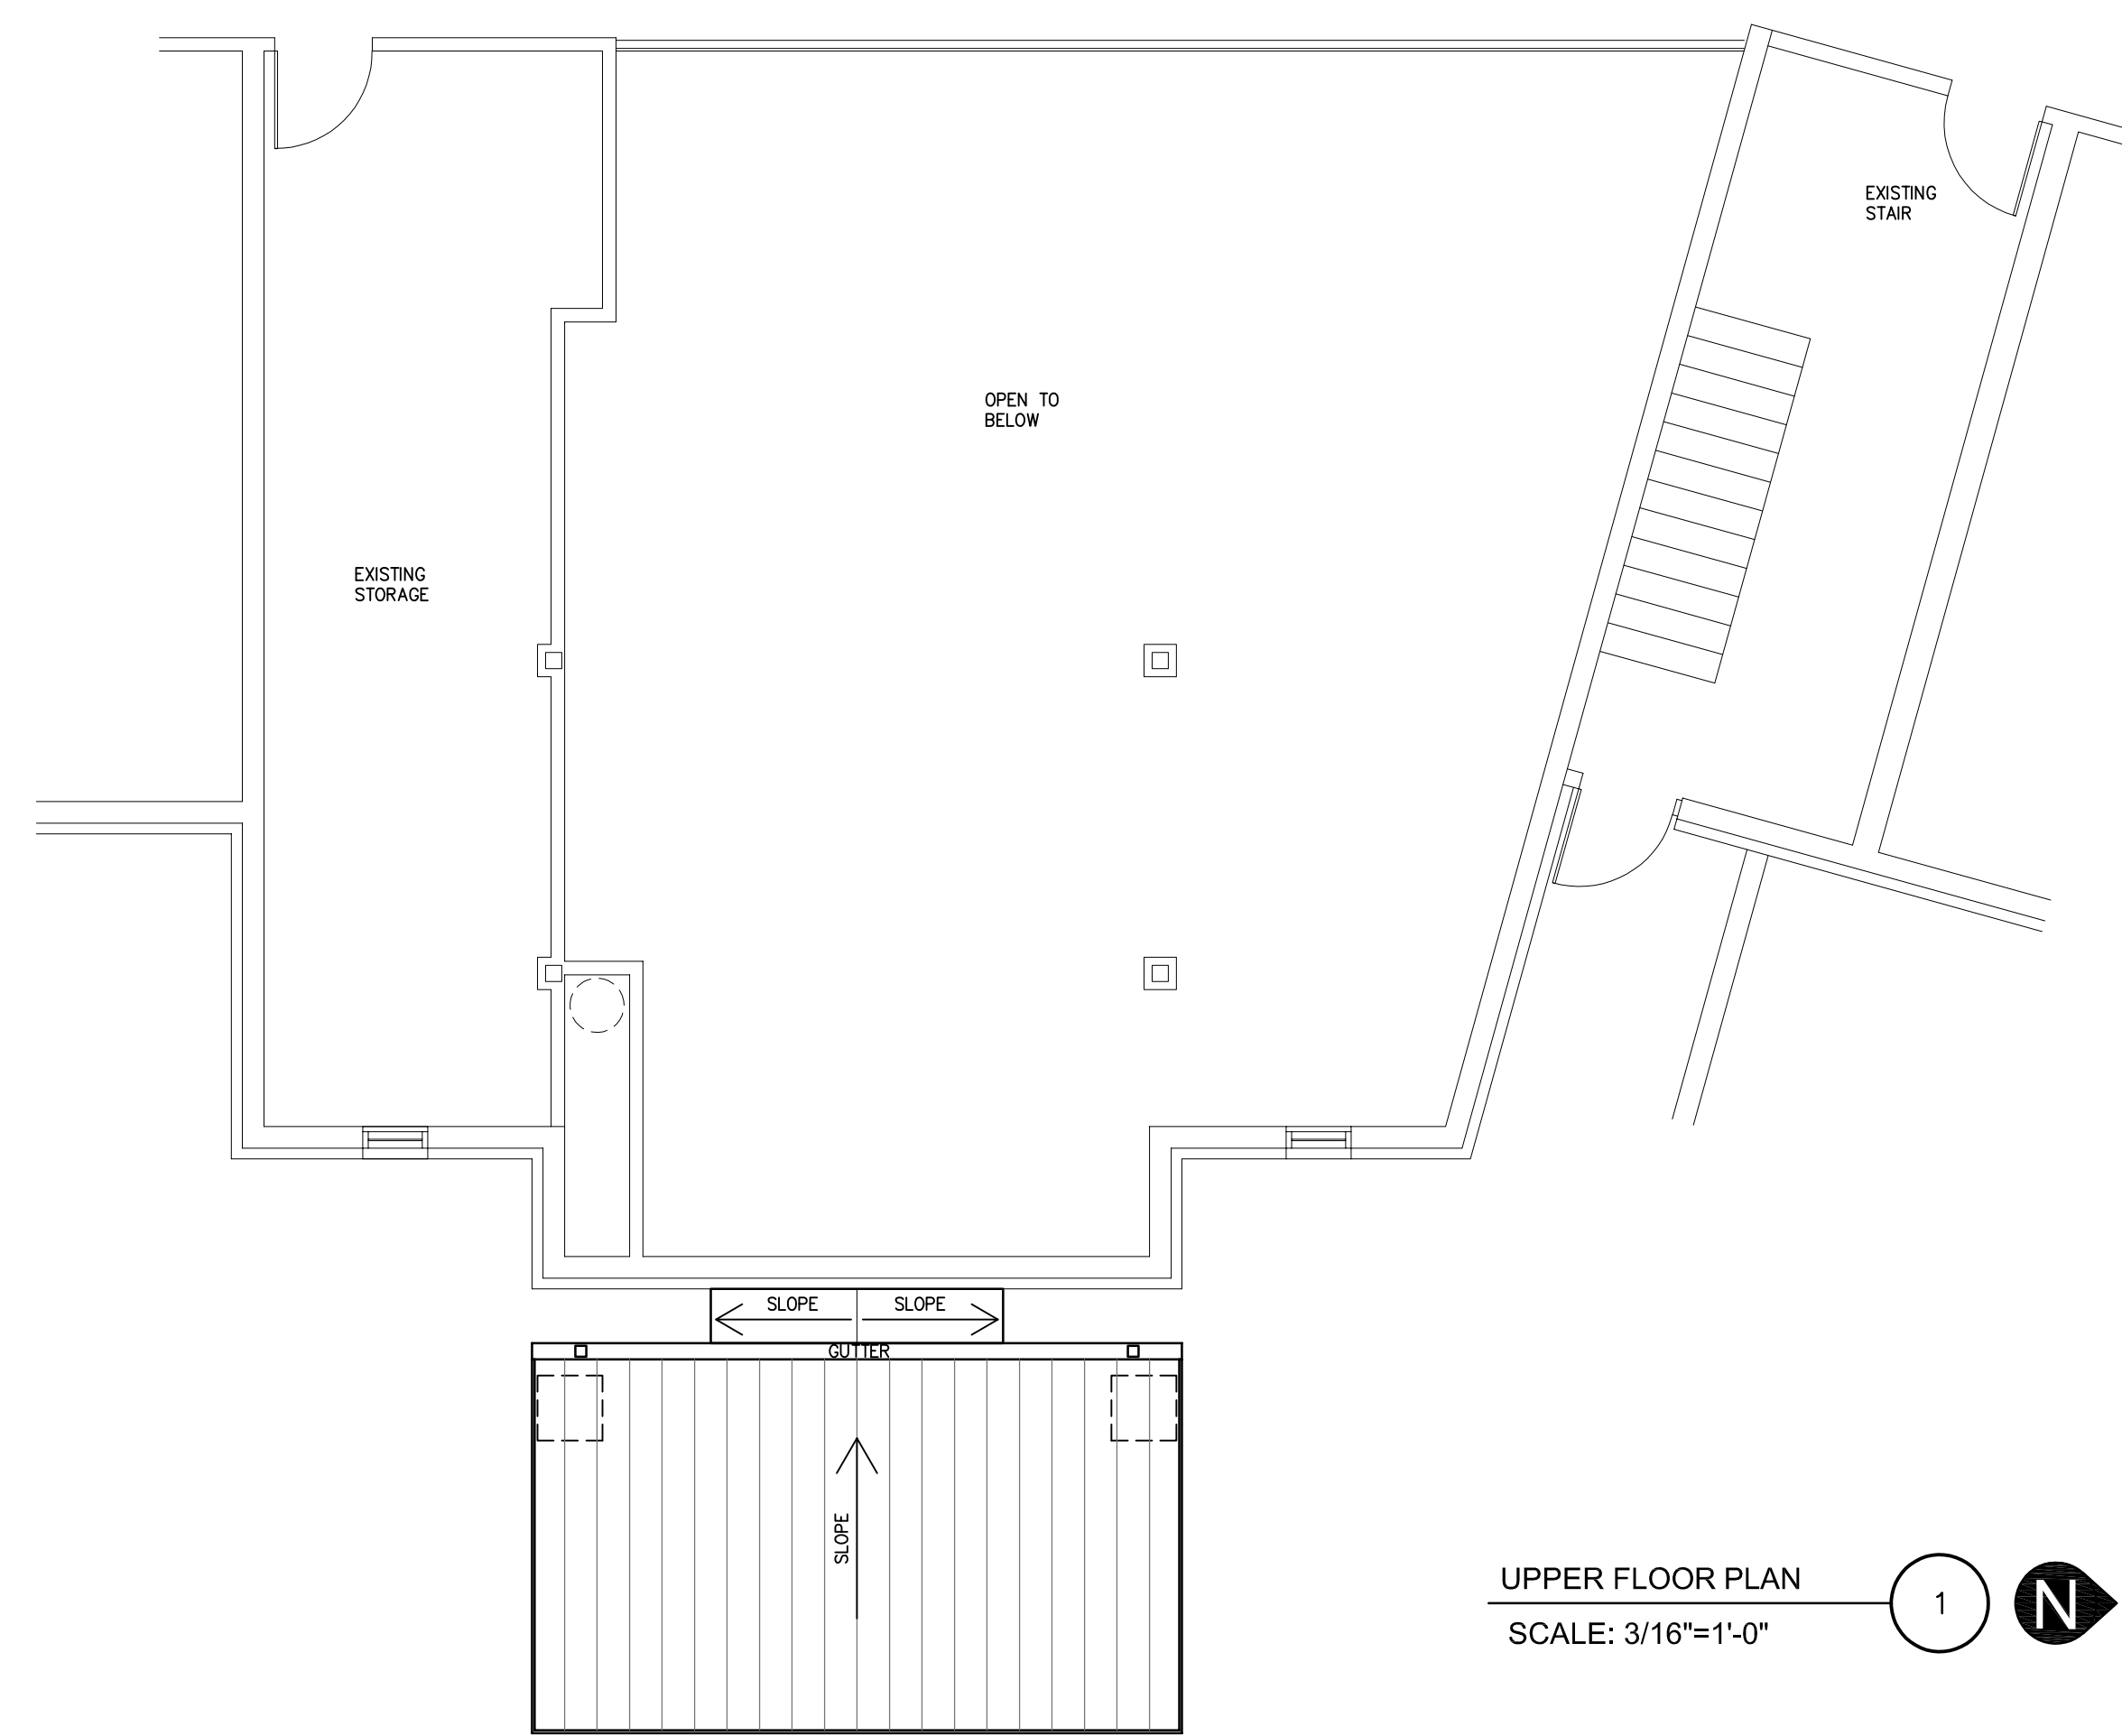 EXISTING
STAIR
OPEN TO
BELOW
EXISTING
STORAGE
SLOPE
SLOPE
GUTTER
SLOPE
UPPER FLOOR PLAN
SCALE: 3/16"=1'-0"
1
N